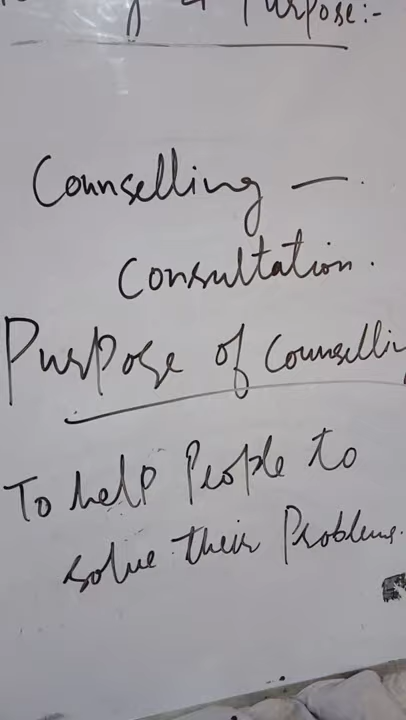 & Purpose:-
Counselling —.
Consultation.
Purpose of Counselli
To help People to
solve their Problems.